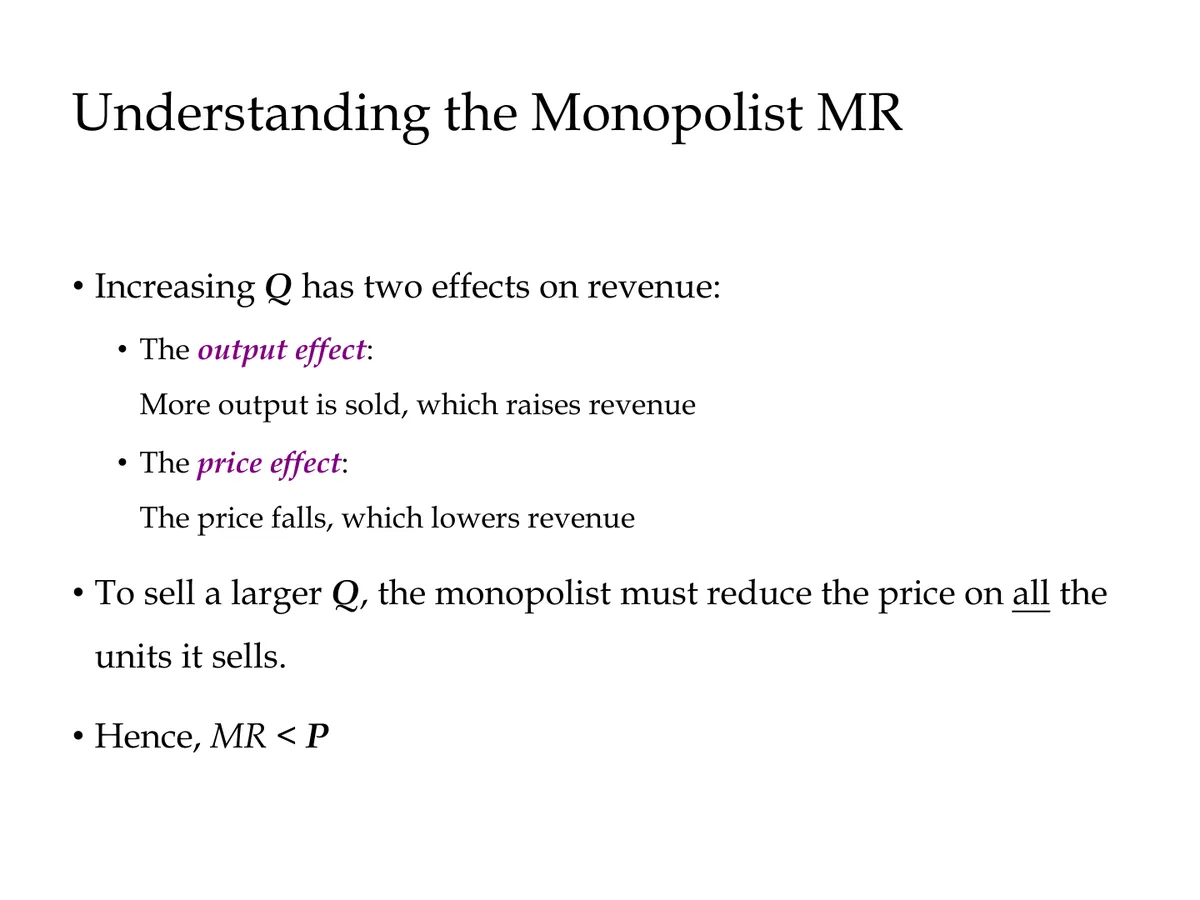 Understanding the Monopolist MR
• Increasing Q has two effects on revenue:
• The output effect:
More output is sold, which raises revenue
• The price effect:
The price falls, which lowers revenue
• To sell a larger Q, the monopolist must reduce the price on all the
units it sells.
• Hence, MR < P